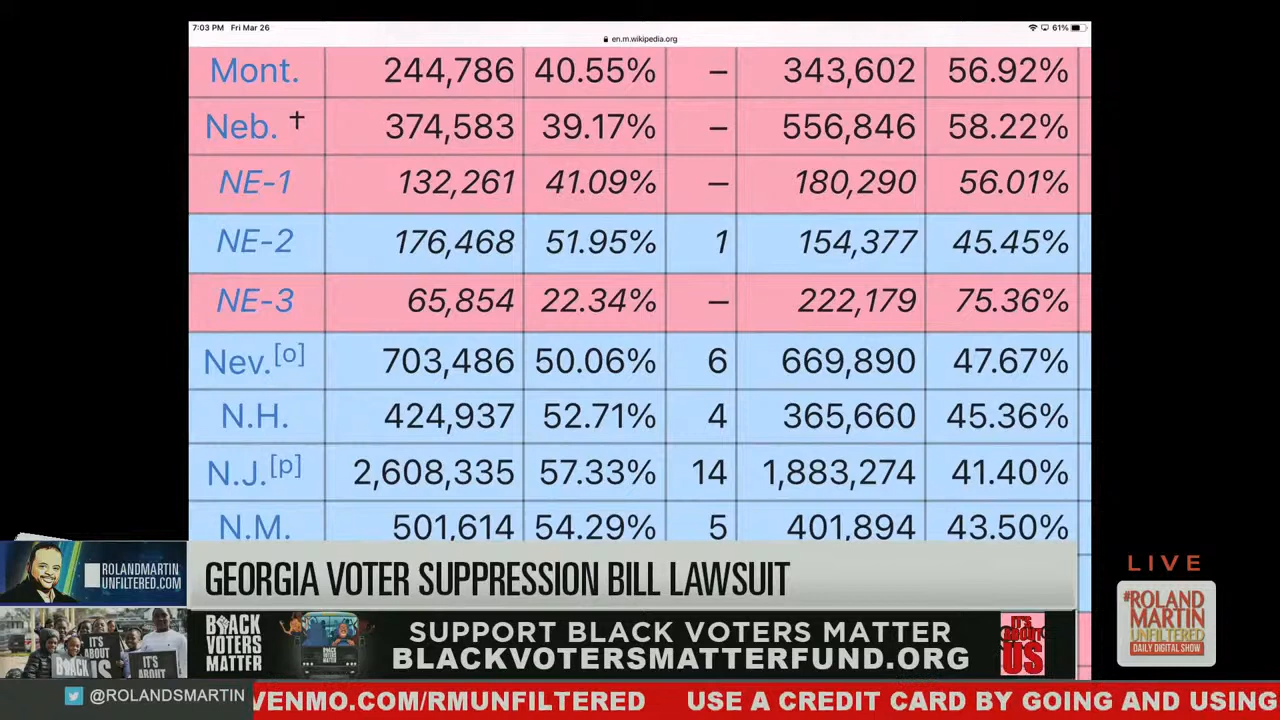 7:03 PM Fri Mar 26
61%
en.m.wikipedia.org
Mont. 244,786 40.55% – 343,602 56.92%
Neb. † 374,583 39.17% – 556,846 58.22%
NE-1 132,261 41.09% – 180,290 56.01%
NE-2 176,468 51.95% 1 154,377 45.45%
NE-3 65,854 22.34% – 222,179 75.36%
Nev.[o] 703,486 50.06% 6 669,890 47.67%
N.H. 424,937 52.71% 4 365,660 45.36%
N.J.[p] 2,608,335 57.33% 14 1,883,274 41.40%
N.M. 501,614 54.29% 5 401,894 43.50%
ROLANDMARTIN
UNFILTERED.COM
GEORGIA VOTER SUPPRESSION BILL LAWSUIT
LIVE
#ROLAND
MARTIN
UNFILTERED
DAILY DIGITAL SHOW
IT'S
ABOUT
US
IT'S
BLACK
VOTERS
MATTER
SUPPORT BLACK VOTERS MATTER
BLACKVOTERSMATTERFUND.ORG
IT'S
ABOUT
US
@ROLANDSMARTIN
VENMO.COM/RMUNFILTERED USE A CREDIT CARD BY GOING AND USING